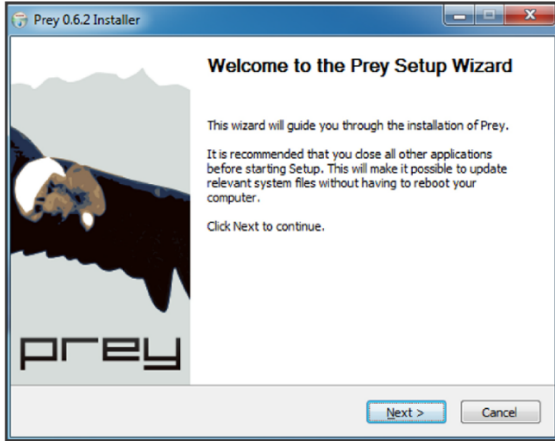 Prey 0.6.2 Installer
Welcome to the Prey Setup Wizard
This wizard will guide you through the installation of Prey.
It is recommended that you close all other applications
before starting Setup. This will make it possible to update
relevant system files without having to reboot your
computer.
Click Next to continue.
prey
Next >
Cancel